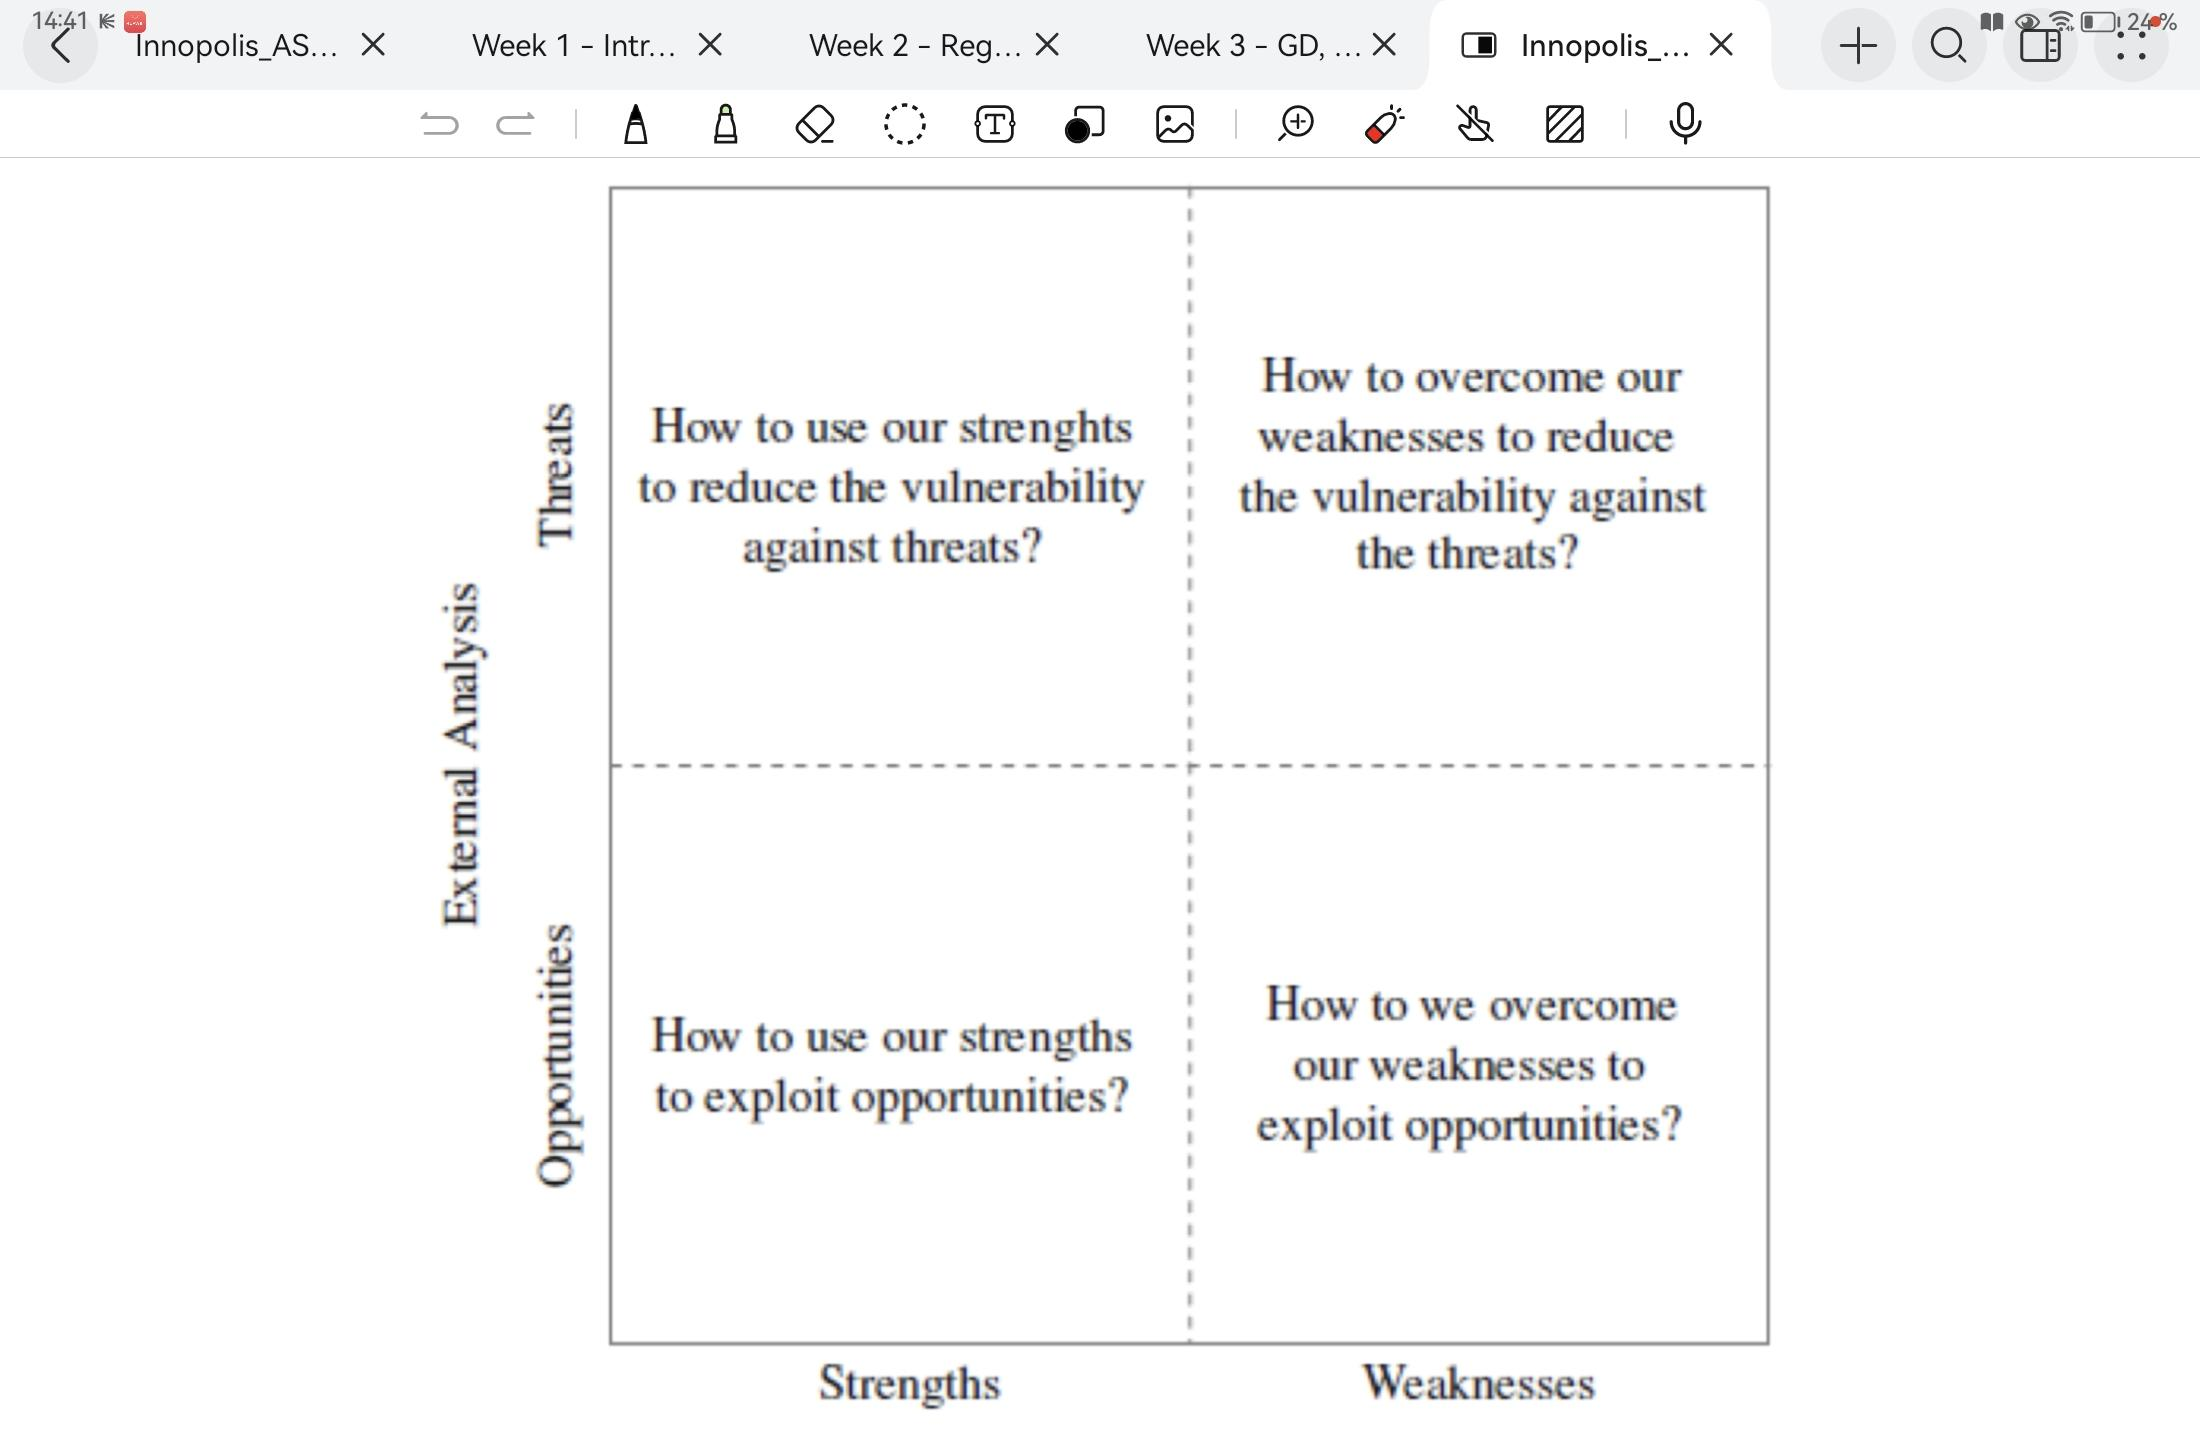 14:41
24%
Innopolis_AS...
Week 1 - Intr...
Week 2 - Reg...
Week 3 - GD, ...
Innopolis_...
T
External Analysis
Threats
How to use our strenghts
to reduce the vulnerability
against threats?
How to overcome our
weaknesses to reduce
the vulnerability against
the threats?
Opportunities
How to use our strengths
to exploit opportunities?
How to we overcome
our weaknesses to
exploit opportunities?
Strengths
Weaknesses